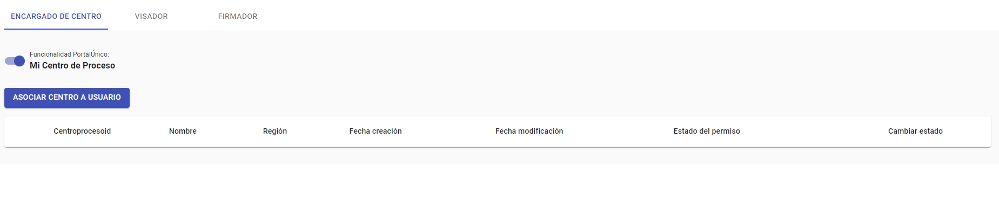 ENCARGADO DE CENTRO VISADOR FIRMADOR
Funcionalidad PortalÚnico:
Mi Centro de Proceso
ASOCIAR CENTRO A USUARIO
Centroprocesoid Nombre Región Fecha creación Fecha modificación Estado del permiso Cambiar estado